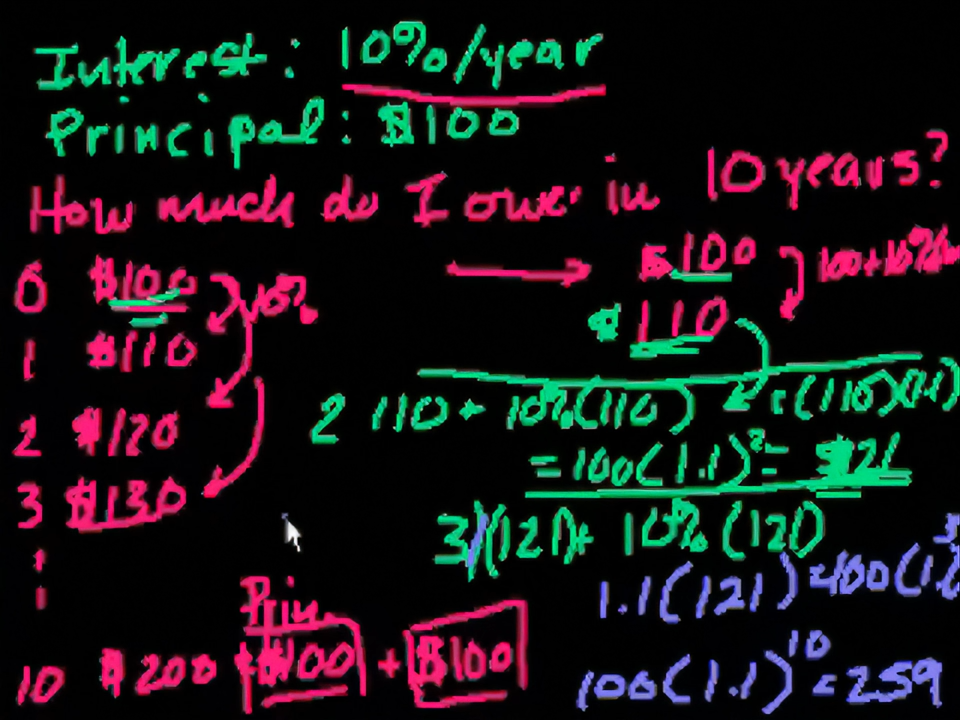 Interest: 10%/year
Principal: $100
How much do I owe in 10 years?
0 $100 10%
1 $110
2 $120
3 $130
10 $200 $100 + $100
Prin.
$100 100+10%
$110
2 110 + 10%(110) = (110)(1.1)
= 100(1.1)² = $121
3 (121) + 10% (121)
1.1(121) = 100(1.1)³
100(1.1)¹⁰ = 259